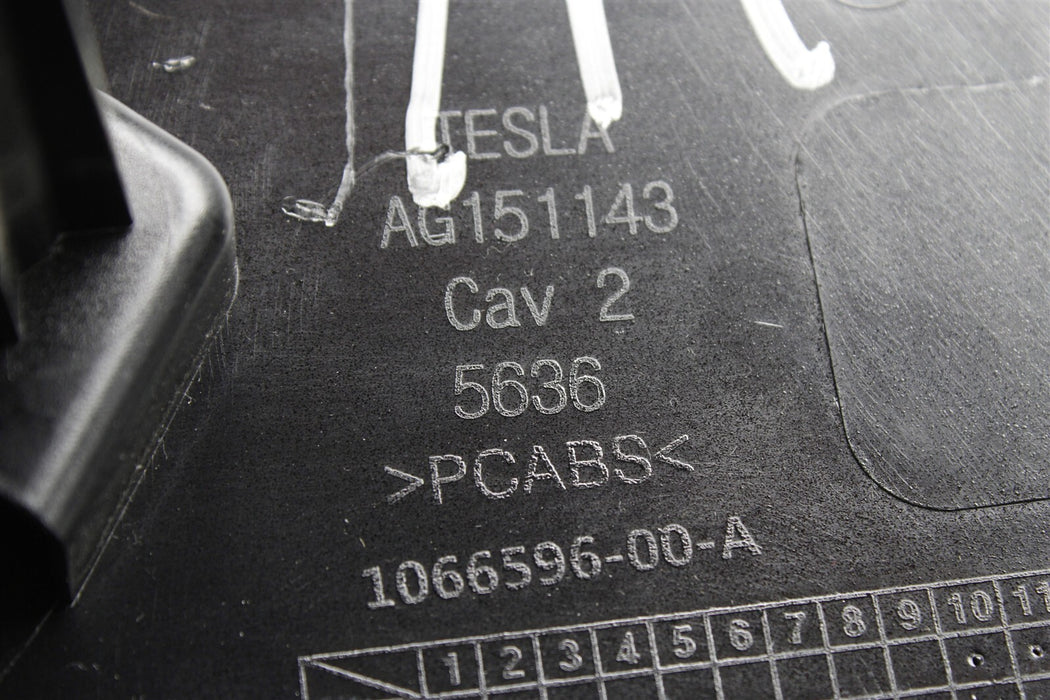 TESLA
AG151143
Cav 2
5636
>PCABS<
1066596-00-A
1 2 3 4 5 6 7 8 9 10 11